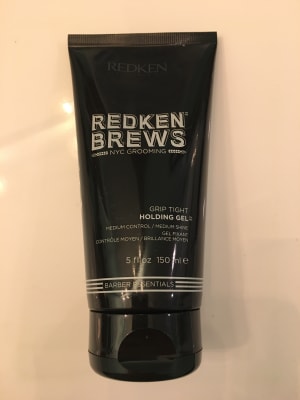 REDKEN
REDKEN
BREWS
NYC GROOMING
GRIP TIGHT
HOLDING GEL
MEDIUM CONTROL / MEDIUM SHINE
GEL FIXANT
CONTRÔLE MOYEN / BRILLANCE MOYEN
5 fl oz 150 ml e
BARBER ESSENTIALS